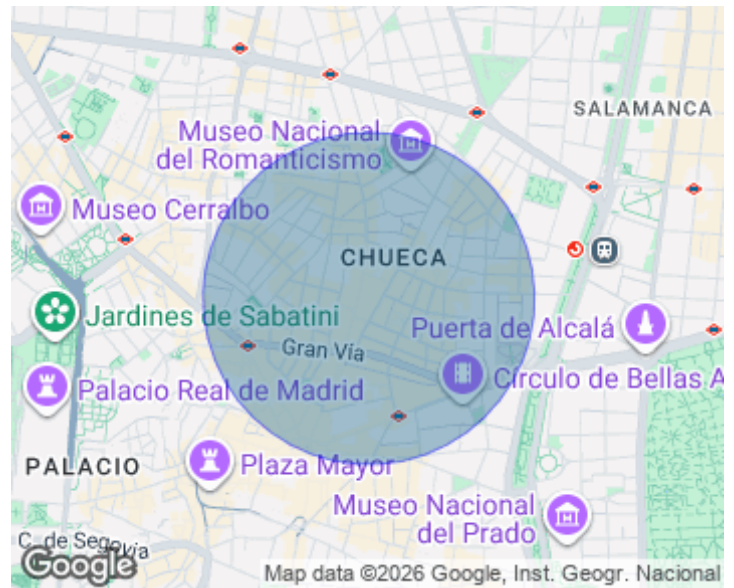 SALAMANCA
Museo Nacional
del Romanticismo
Museo Cerralbo
CHUECA
Jardines de Sabatini
Puerta de Alcalá
Gran Vía
Círculo de Bellas A
Palacio Real de Madrid
PALACIO
Plaza Mayor
Museo Nacional
del Prado
C. de Segovia
Google
Map data ©2026 Google, Inst. Geogr. Nacional